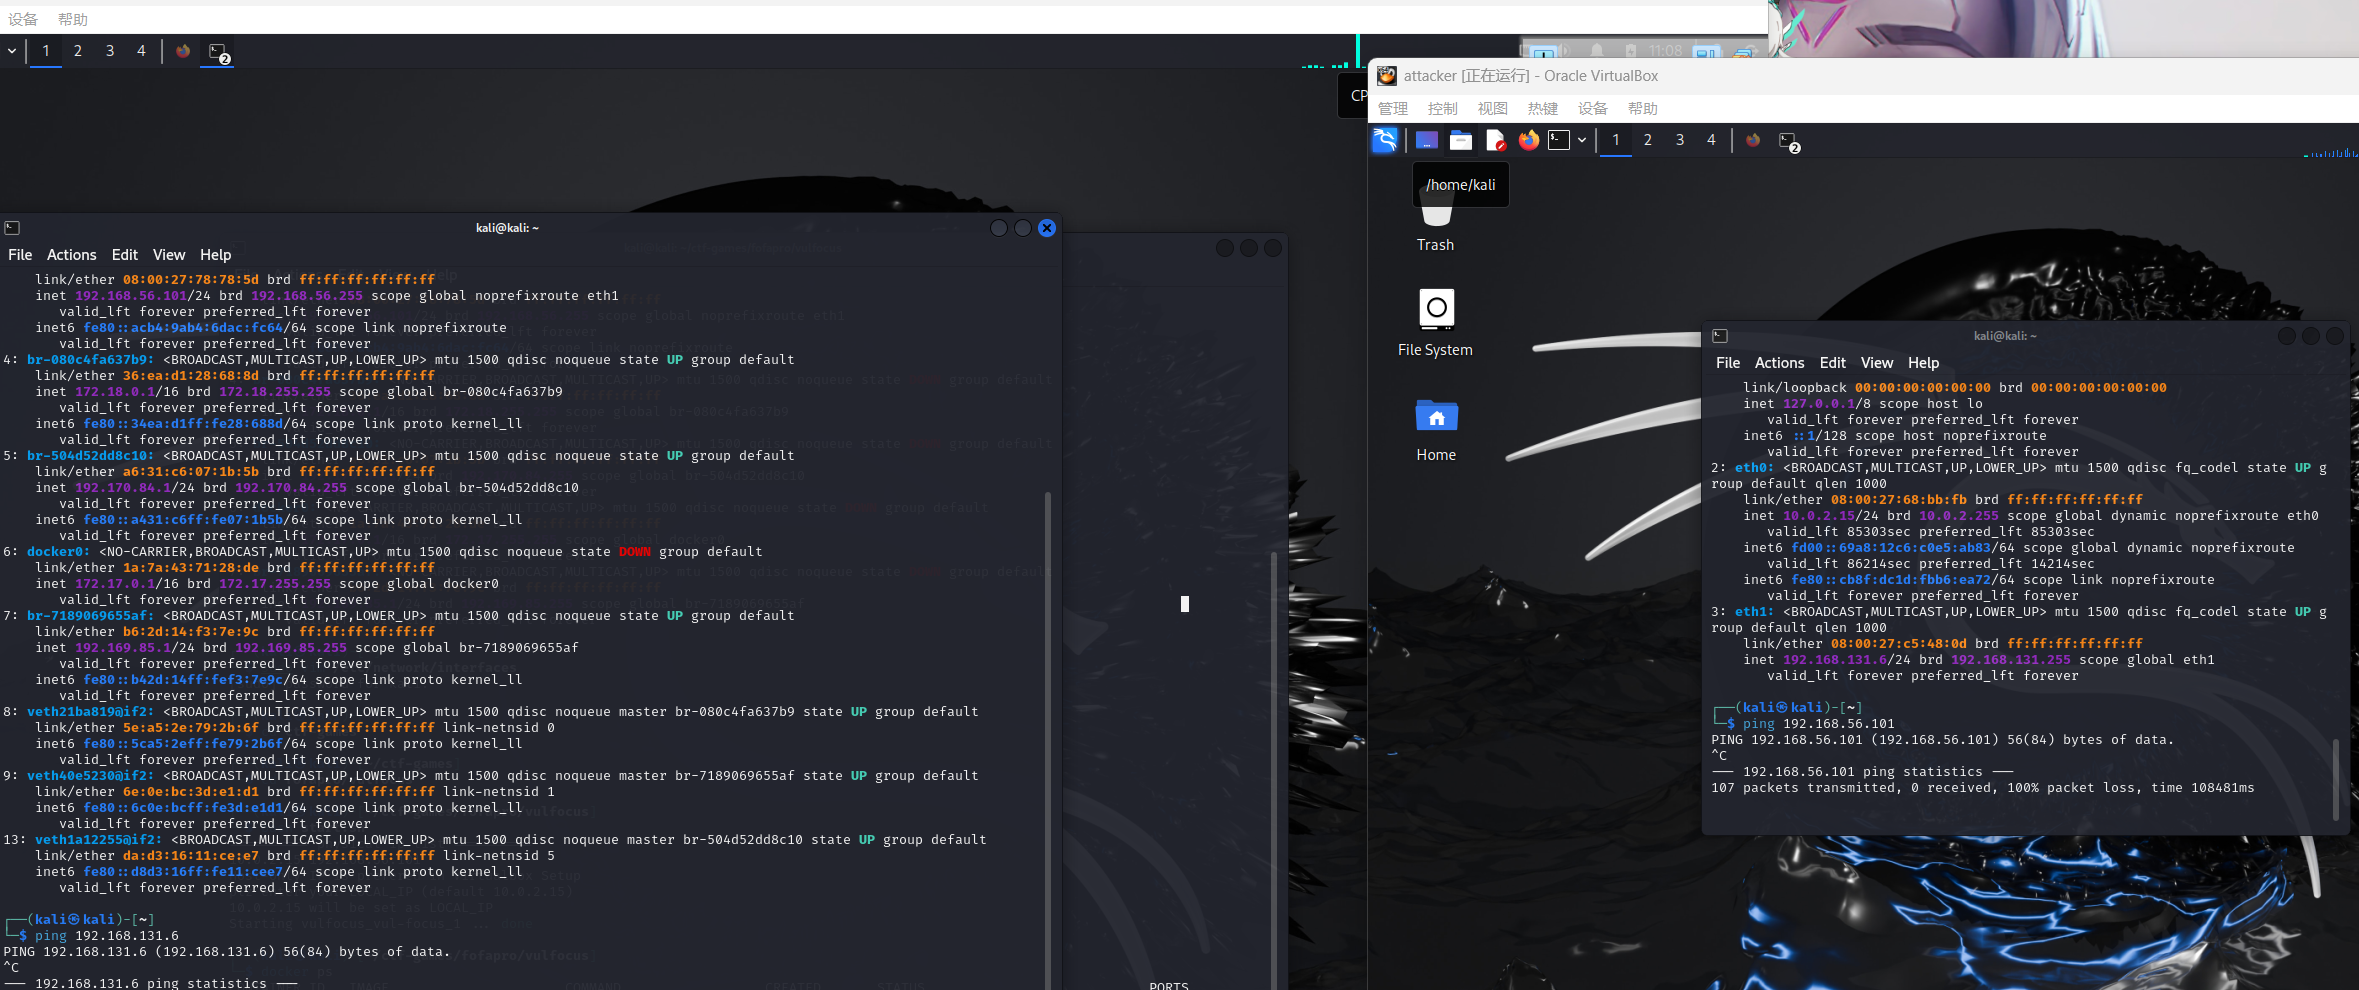 设备 帮助
1 2 3 4 2
11:08
CP
kali@kali: ~
File Actions Edit View Help
link/ether 08:00:27:78:78:5d brd ff:ff:ff:ff:ff:ff
inet 192.168.56.101/24 brd 192.168.56.255 scope global noprefixroute eth1
valid_lft forever preferred_lft forever
inet6 fe80::acb4:9ab4:6dac:fc64/64 scope link noprefixroute
valid_lft forever preferred_lft forever
4: br-080c4fa637b9: <BROADCAST,MULTICAST,UP,LOWER_UP> mtu 1500 qdisc noqueue state UP group default
link/ether 36:ea:d1:28:68:8d brd ff:ff:ff:ff:ff:ff
inet 172.18.0.1/16 brd 172.18.255.255 scope global br-080c4fa637b9
valid_lft forever preferred_lft forever
inet6 fe80::34ea:d1ff:fe28:688d/64 scope link proto kernel_ll
valid_lft forever preferred_lft forever
5: br-504d52dd8c10: <BROADCAST,MULTICAST,UP,LOWER_UP> mtu 1500 qdisc noqueue state UP group default
link/ether a6:31:c6:07:1b:5b brd ff:ff:ff:ff:ff:ff
inet 192.170.84.1/24 brd 192.170.84.255 scope global br-504d52dd8c10
valid_lft forever preferred_lft forever
inet6 fe80::a431:c6ff:fe07:1b5b/64 scope link proto kernel_ll
valid_lft forever preferred_lft forever
6: docker0: <NO-CARRIER,BROADCAST,MULTICAST,UP> mtu 1500 qdisc noqueue state DOWN group default
link/ether 1a:7a:43:71:28:de brd ff:ff:ff:ff:ff:ff
inet 172.17.0.1/16 brd 172.17.255.255 scope global docker0
valid_lft forever preferred_lft forever
7: br-7189069655af: <BROADCAST,MULTICAST,UP,LOWER_UP> mtu 1500 qdisc noqueue state UP group default
link/ether b6:2d:14:f3:7e:9c brd ff:ff:ff:ff:ff:ff
inet 192.169.85.1/24 brd 192.169.85.255 scope global br-7189069655af
valid_lft forever preferred_lft forever
inet6 fe80::b42d:14ff:fef3:7e9c/64 scope link proto kernel_ll
valid_lft forever preferred_lft forever
8: veth21ba819@if2: <BROADCAST,MULTICAST,UP,LOWER_UP> mtu 1500 qdisc noqueue master br-080c4fa637b9 state UP group default
link/ether 5e:a5:2e:79:2b:6f brd ff:ff:ff:ff:ff:ff link-netnsid 0
inet6 fe80::5ca5:2eff:fe79:2b6f/64 scope link proto kernel_ll
valid_lft forever preferred_lft forever
9: veth40e5230@if2: <BROADCAST,MULTICAST,UP,LOWER_UP> mtu 1500 qdisc noqueue master br-7189069655af state UP group default
link/ether 6e:0e:bc:3d:e1:d1 brd ff:ff:ff:ff:ff:ff link-netnsid 1
inet6 fe80::6c0e:bcff:fe3d:e1d1/64 scope link proto kernel_ll
valid_lft forever preferred_lft forever
13: veth1a12255@if2: <BROADCAST,MULTICAST,UP,LOWER_UP> mtu 1500 qdisc noqueue master br-504d52dd8c10 state UP group default
link/ether da:d3:16:11:ce:e7 brd ff:ff:ff:ff:ff:ff link-netnsid 5
inet6 fe80::d8d3:16ff:fe11:cee7/64 scope link proto kernel_ll
valid_lft forever preferred_lft forever
┌──(kali㉿kali)-[~]
└─$ ping 192.168.131.6
PING 192.168.131.6 (192.168.131.6) 56(84) bytes of data.
^C
--- 192.168.131.6 ping statistics ---
PORTS
attacker [正在运行] - Oracle VirtualBox
管理 控制 视图 热键 设备 帮助
1 2 3 4 2
/home/kali
Trash
File System
Home
kali@kali: ~
File Actions Edit View Help
link/loopback 00:00:00:00:00:00 brd 00:00:00:00:00:00
inet 127.0.0.1/8 scope host lo
valid_lft forever preferred_lft forever
inet6 ::1/128 scope host noprefixroute
valid_lft forever preferred_lft forever
2: eth0: <BROADCAST,MULTICAST,UP,LOWER_UP> mtu 1500 qdisc fq_codel state UP g
roup default qlen 1000
link/ether 08:00:27:68:bb:fb brd ff:ff:ff:ff:ff:ff
inet 10.0.2.15/24 brd 10.0.2.255 scope global dynamic noprefixroute eth0
valid_lft 85303sec preferred_lft 85303sec
inet6 fd00::69a8:12c6:c0e5:ab83/64 scope global dynamic noprefixroute
valid_lft 86214sec preferred_lft 14214sec
inet6 fe80::cb8f:dc1d:fbb6:ea72/64 scope link noprefixroute
valid_lft forever preferred_lft forever
3: eth1: <BROADCAST,MULTICAST,UP,LOWER_UP> mtu 1500 qdisc fq_codel state UP g
roup default qlen 1000
link/ether 08:00:27:c5:48:0d brd ff:ff:ff:ff:ff:ff
inet 192.168.131.6/24 brd 192.168.131.255 scope global eth1
valid_lft forever preferred_lft forever
┌──(kali㉿kali)-[~]
└─$ ping 192.168.56.101
PING 192.168.56.101 (192.168.56.101) 56(84) bytes of data.
^C
--- 192.168.56.101 ping statistics ---
107 packets transmitted, 0 received, 100% packet loss, time 108481ms